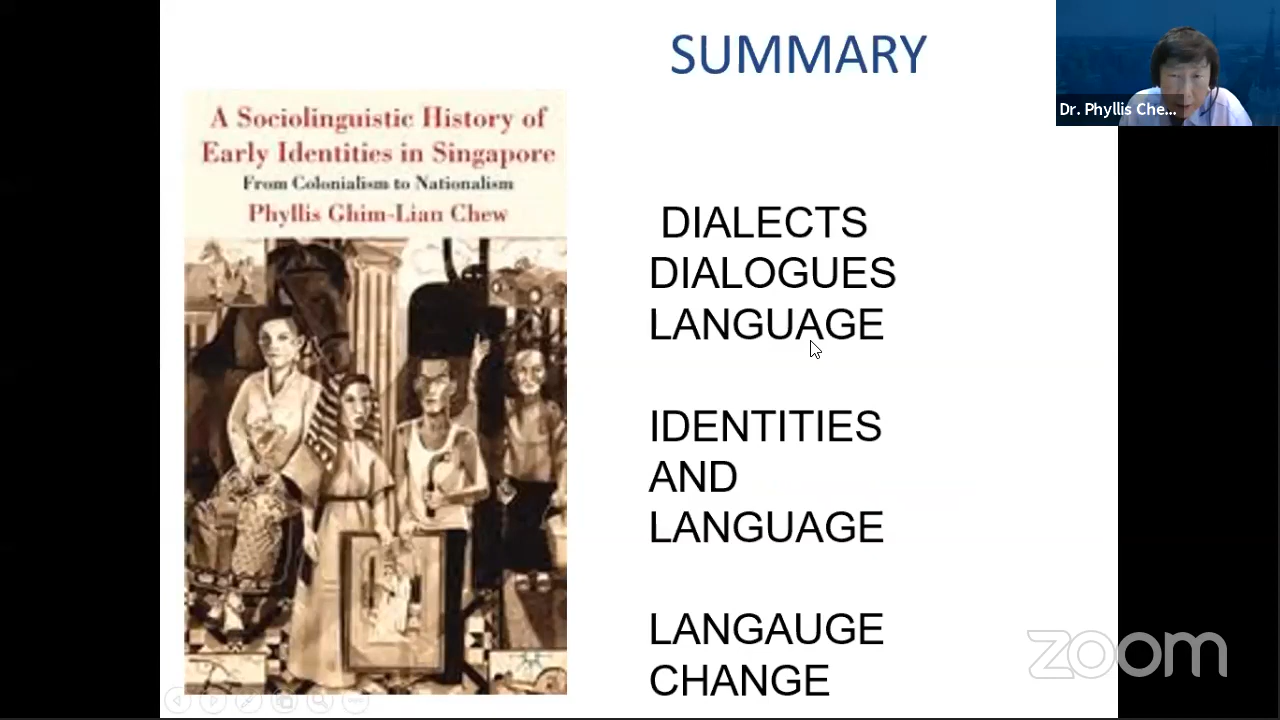 SUMMARY
A Sociolinguistic History of
Early Identities in Singapore
From Colonialism to Nationalism
Phyllis Ghim-Lian Chew
Dr. Phyllis Che...
DIALECTS
DIALOGUES
LANGUAGE
IDENTITIES
AND
LANGUAGE
LANGAUGE
CHANGE
zoom